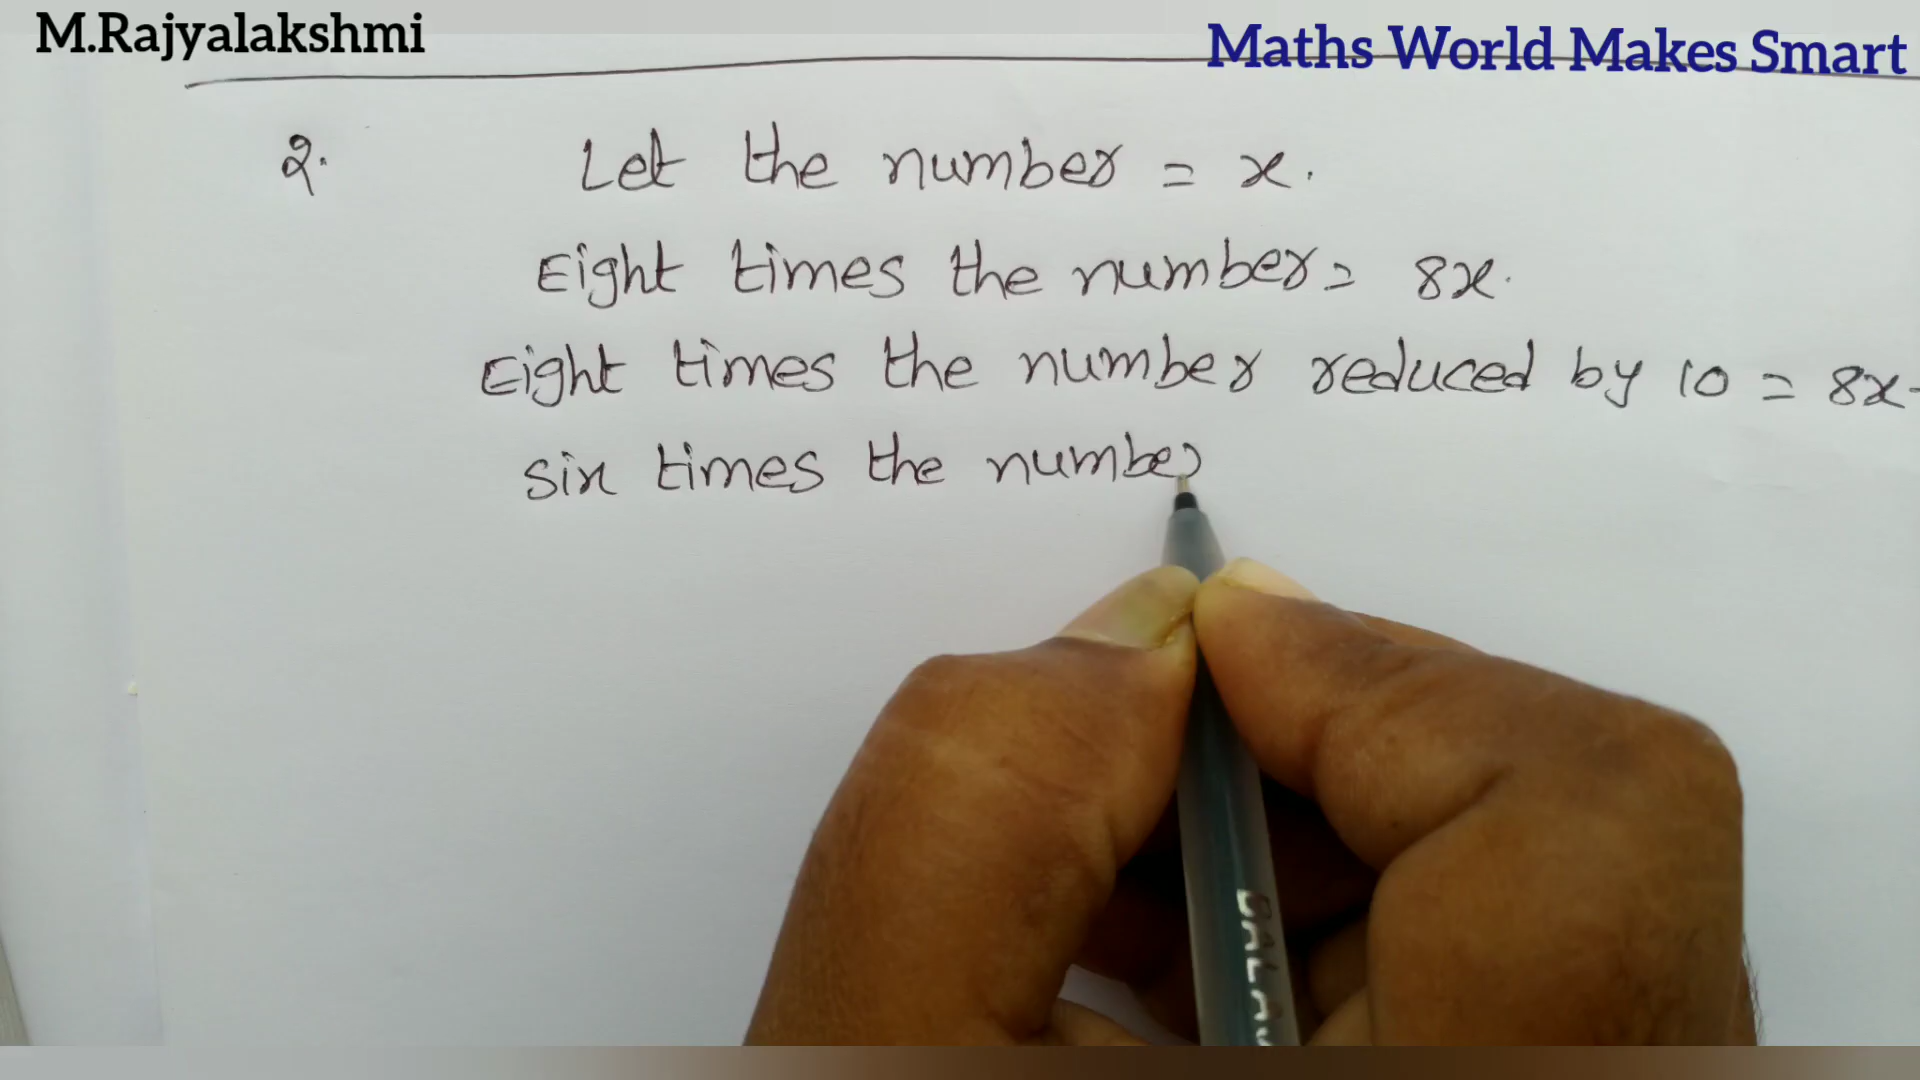 M.Rajyalakshmi
Maths World Makes Smart
2. Let the number = x.
Eight times the number = 8x.
Eight times the number reduced by 10 = 8x-
six times the number
BALA